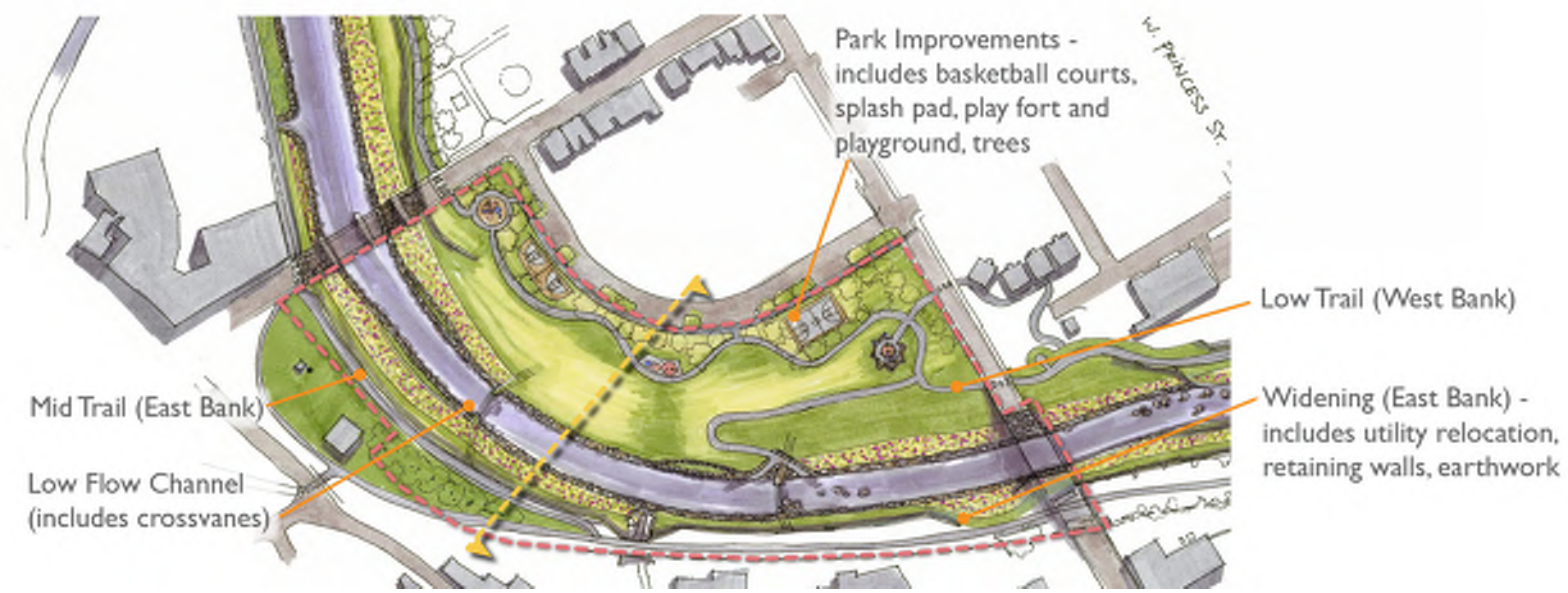 Park Improvements -
includes basketball courts,
splash pad, play fort and
playground, trees
W. PRINCESS ST.
Low Trail (West Bank)
Mid Trail (East Bank)
Widening (East Bank) -
includes utility relocation,
retaining walls, earthwork
Low Flow Channel
(includes crossvanes)